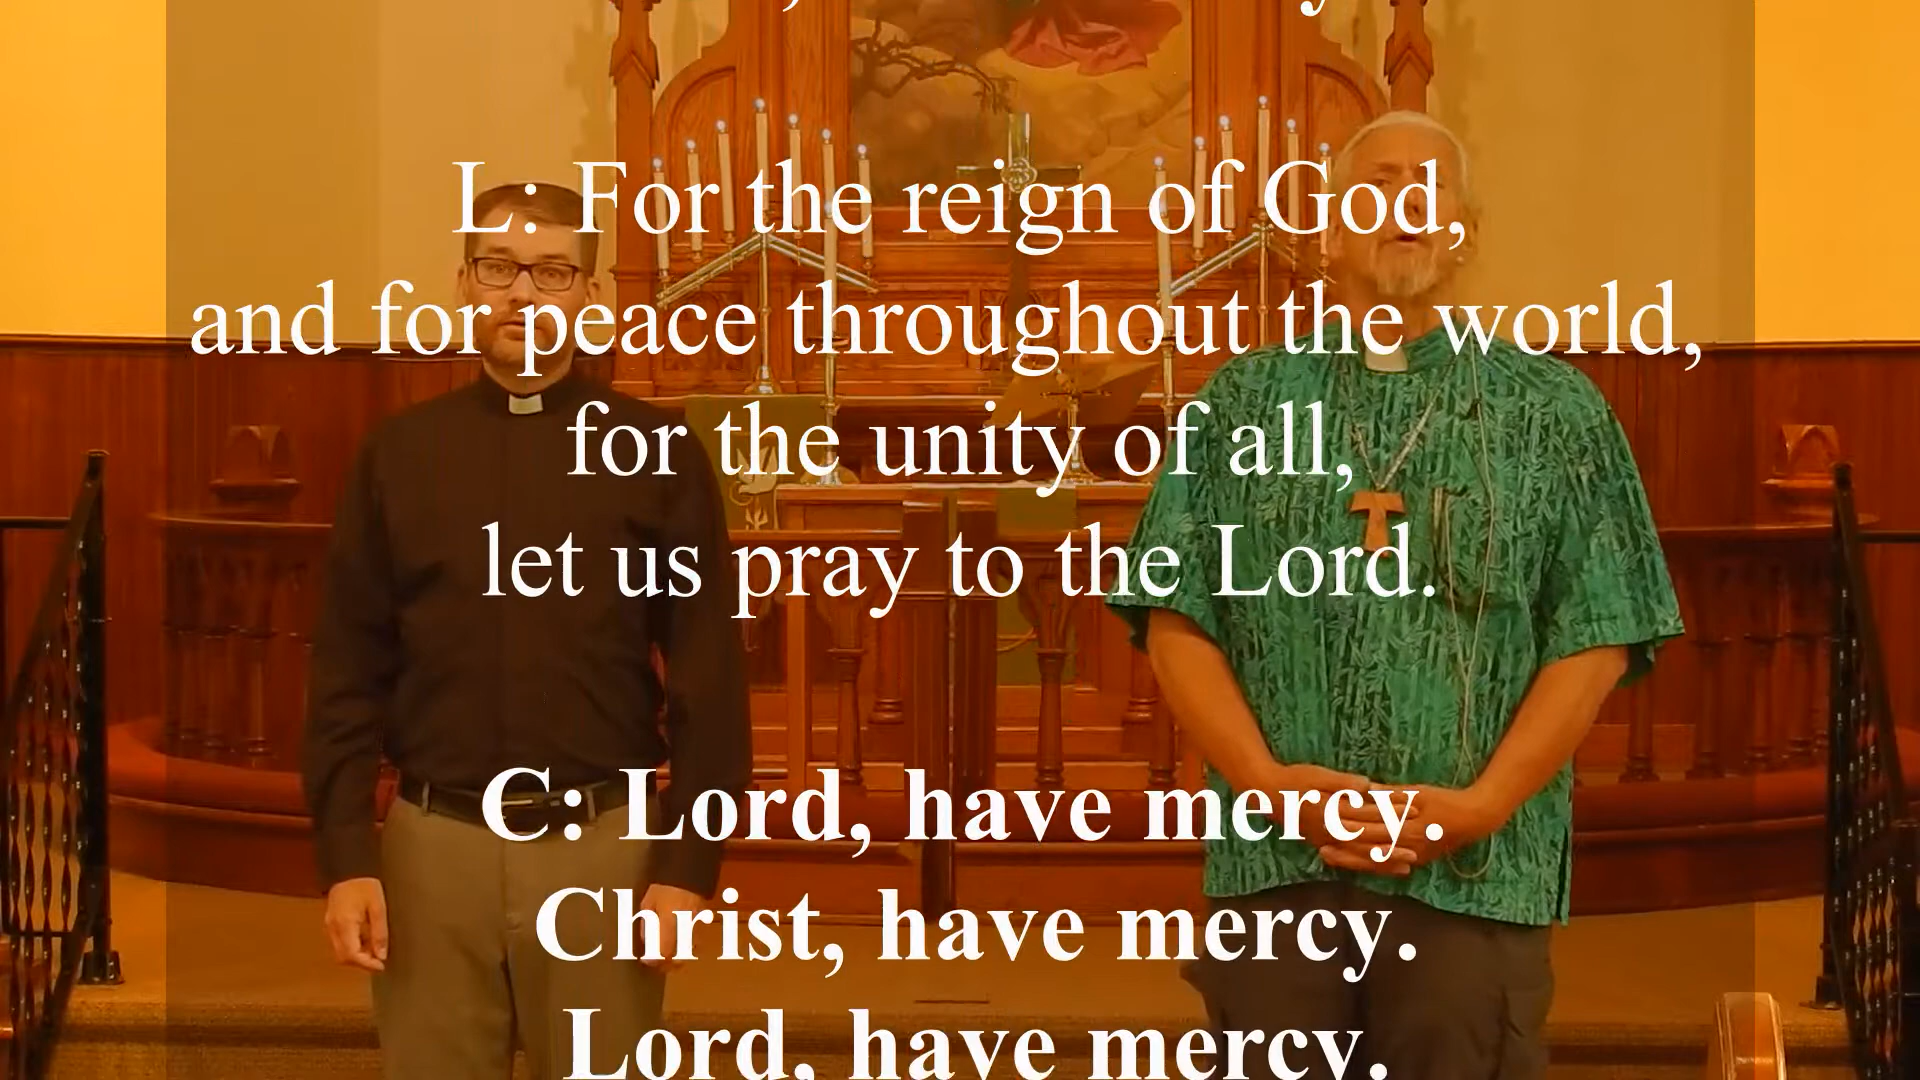 L: For the reign of God,
and for peace throughout the world,
for the unity of all,
let us pray to the Lord.
C: Lord, have mercy.
Christ, have mercy.
Lord, have mercy.